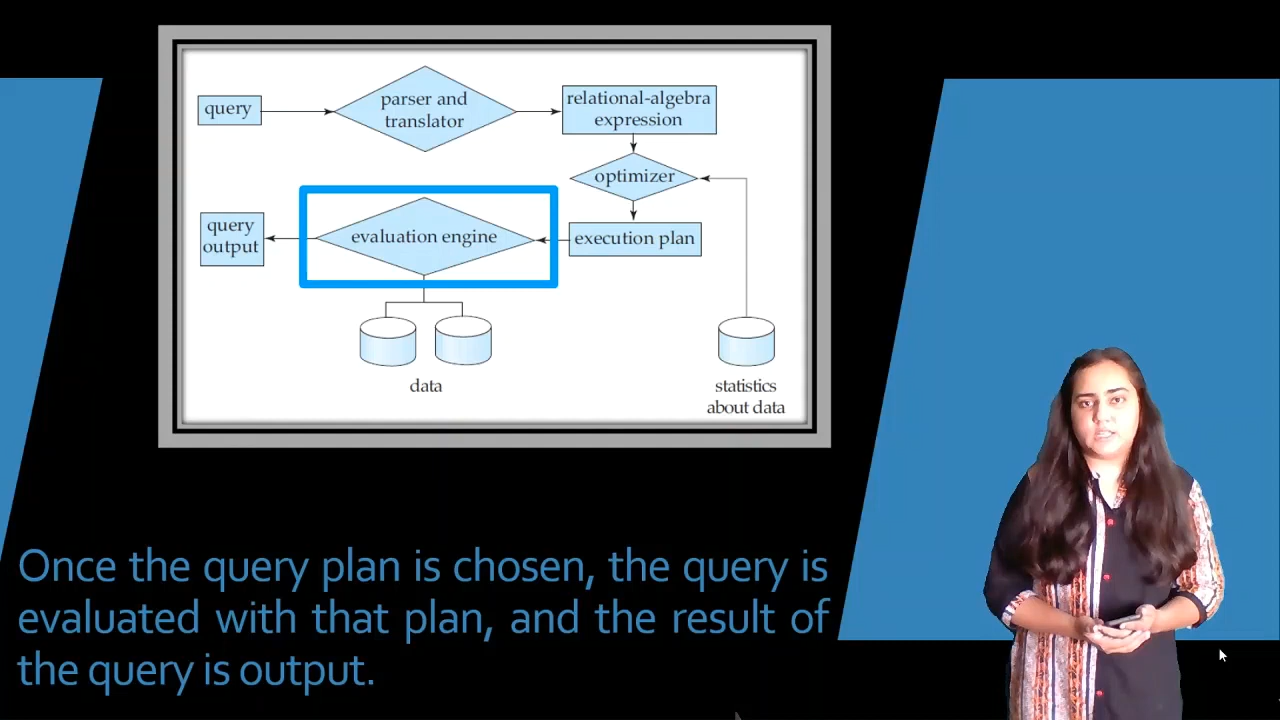 query
parser and
translator
relational-algebra
expression
optimizer
query
output
evaluation engine
execution plan
data
statistics
about data
Once the query plan is chosen, the query is
evaluated with that plan, and the result of
the query is output.